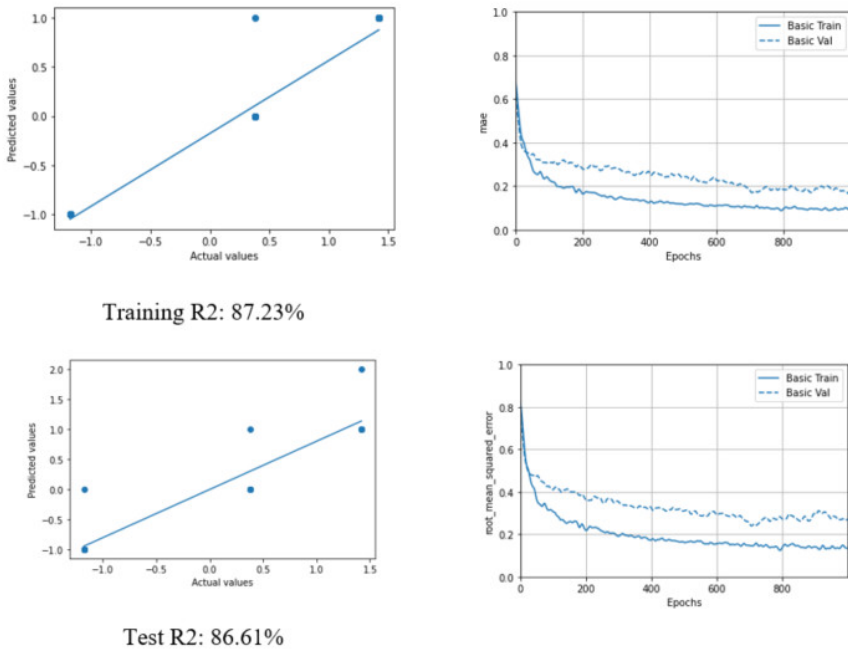 1.0
0.5
0.0
-0.5
-1.0
Predicted values
-1.0 -0.5 0.0 0.5 1.0 1.5
Actual values
1.0
0.8
0.6
0.4
0.2
0.0
mae
Basic Train
Basic Val
0 200 400 600 800
Epochs
Training R2: 87.23%
2.0
1.5
1.0
0.5
0.0
-0.5
-1.0
Predicted values
-1.0 -0.5 0.0 0.5 1.0 1.5
Actual values
1.0
0.8
0.6
0.4
0.2
0.0
root_mean_squared_error
Basic Train
Basic Val
0 200 400 600 800
Epochs
Test R2: 86.61%